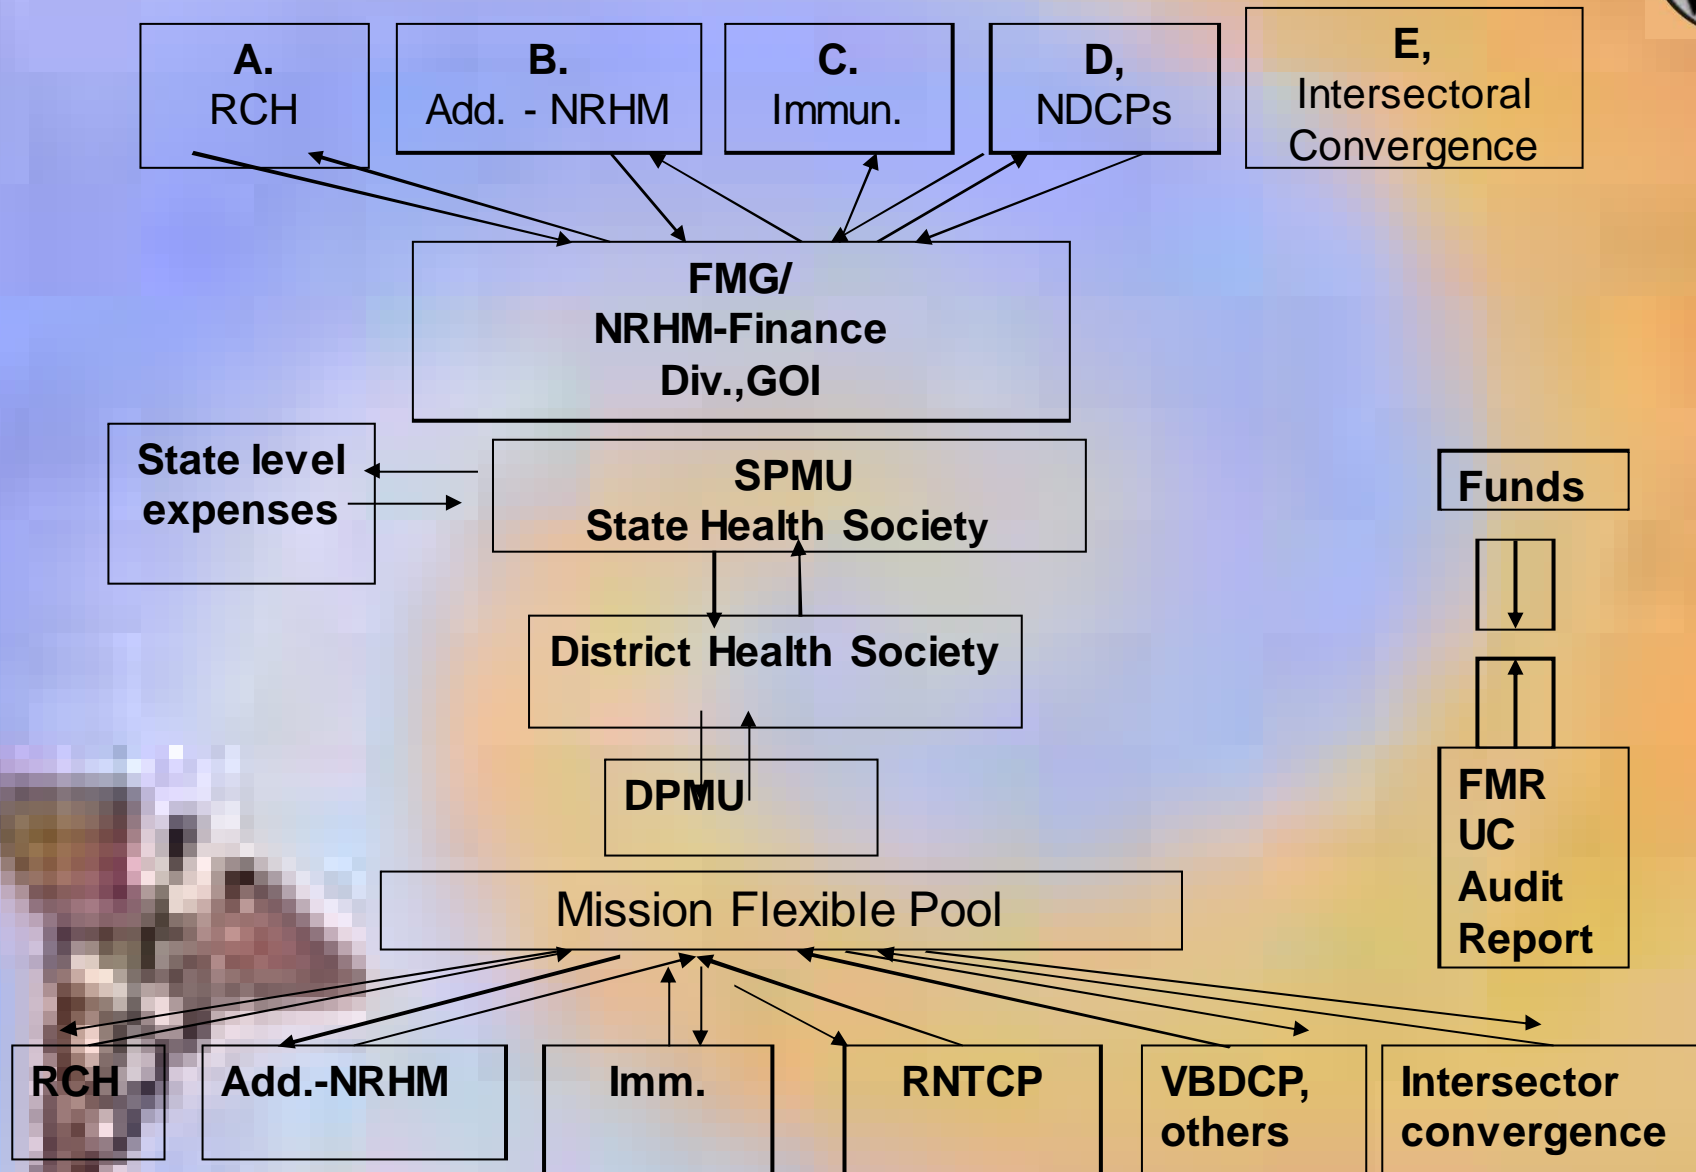 A.
RCH
B.
Add. - NRHM
C.
Immun.
D,
NDCPs
E,
Intersectoral
Convergence
FMG/
NRHM-Finance
Div.,GOI
State level
expenses
SPMU
State Health Society
Funds
District Health Society
DPMU
FMR
UC
Audit
Report
Mission Flexible Pool
RCH
Add.-NRHM
Imm.
RNTCP
VBDCP,
others
Intersector
convergence